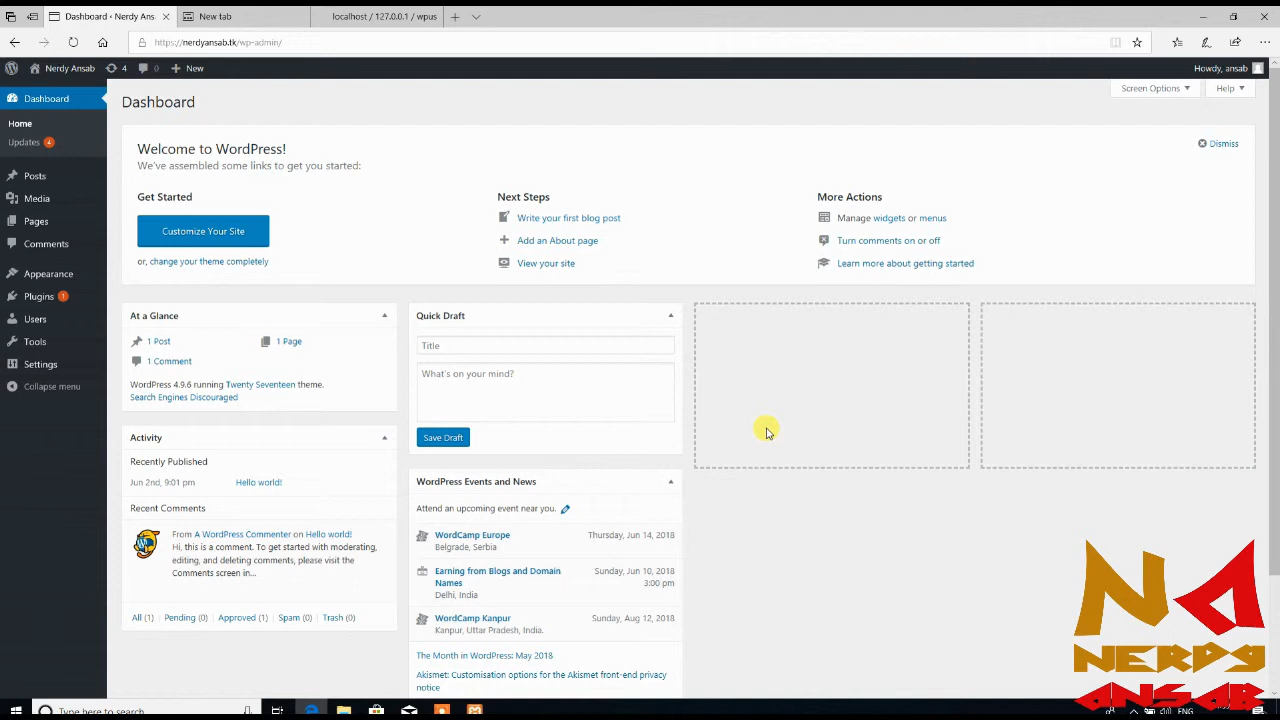 Dashboard ‹ Nerdy Ansab
New tab
localhost / 127.0.0.1 / wpus
https://nerdyansab.tk/wp-admin/
Nerdy Ansab
4
0
New
Howdy, ansab
Dashboard
Home
Updates 4
Posts
Media
Pages
Comments
Appearance
Plugins 1
Users
Tools
Settings
Collapse menu
Dashboard
Screen Options
Help
Welcome to WordPress!
We've assembled some links to get you started:
Dismiss
Get Started
Customize Your Site
or, change your theme completely
Next Steps
Write your first blog post
Add an About page
View your site
More Actions
Manage widgets or menus
Turn comments on or off
Learn more about getting started
At a Glance
1 Post
1 Page
1 Comment
WordPress 4.9.6 running Twenty Seventeen theme.
Search Engines Discouraged
Activity
Recently Published
Jun 2nd, 9:01 pm
Hello world!
Recent Comments
From A WordPress Commenter on Hello world!
Hi, this is a comment. To get started with moderating,
editing, and deleting comments, please visit the
Comments screen in...
All (1)
Pending (0)
Approved (1)
Spam (0)
Trash (0)
Quick Draft
Title
What's on your mind?
Save Draft
WordPress Events and News
Attend an upcoming event near you.
WordCamp Europe
Thursday, Jun 14, 2018
Belgrade, Serbia
Earning from Blogs and Domain
Names
Sunday, Jun 10, 2018
3:00 pm
Delhi, India
WordCamp Kanpur
Sunday, Aug 12, 2018
Kanpur, Uttar Pradesh, India.
The Month in WordPress: May 2018
Akismet: Customisation options for the Akismet front-end privacy
notice
NA
NERDY
ANSAB
Type here to search
ENG